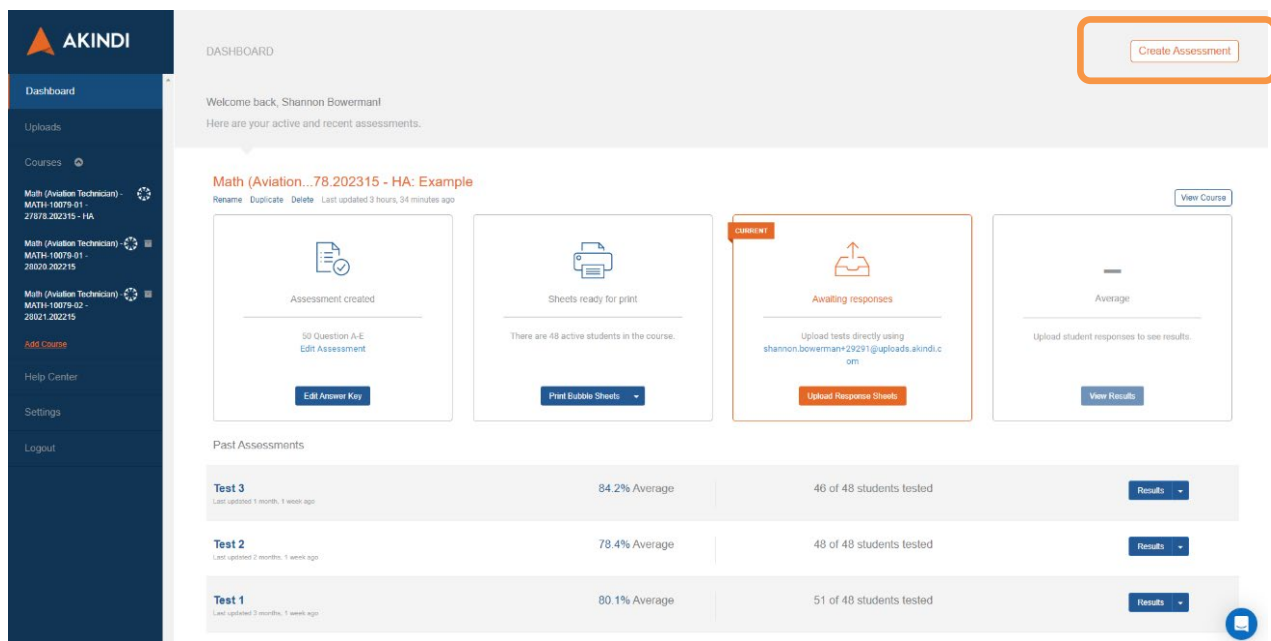 AKINDI
Dashboard
Uploads
Courses
Math (Aviation Technician) -
MATH-10079-01 -
27878.202315 - HA
Math (Aviation Technician) -
MATH-10079-01 -
28020.202215
Math (Aviation Technician) -
MATH-10079-02 -
28021.202215
Add Course
Help Center
Settings
Logout
DASHBOARD
Create Assessment
Welcome back, Shannon Bowerman!
Here are your active and recent assessments.
Math (Aviation...78.202315 - HA: Example
Rename Duplicate Delete Last updated 3 hours, 34 minutes ago
View Course
Assessment created
50 Question A-E
Edit Assessment
Edit Answer Key
Sheets ready for print
There are 48 active students in the course.
Print Bubble Sheets
CURRENT
Awaiting responses
Upload tests directly using
shannon.bowerman+29291@uploads.akindi.c
om
Upload Response Sheets
Average
Upload student responses to see results.
View Results
Past Assessments
Test 3 84.2% Average 46 of 48 students tested Results
Last updated 1 month, 1 week ago
Test 2 78.4% Average 48 of 48 students tested Results
Last updated 2 months, 1 week ago
Test 1 80.1% Average 51 of 48 students tested Results
Last updated 3 months, 1 week ago